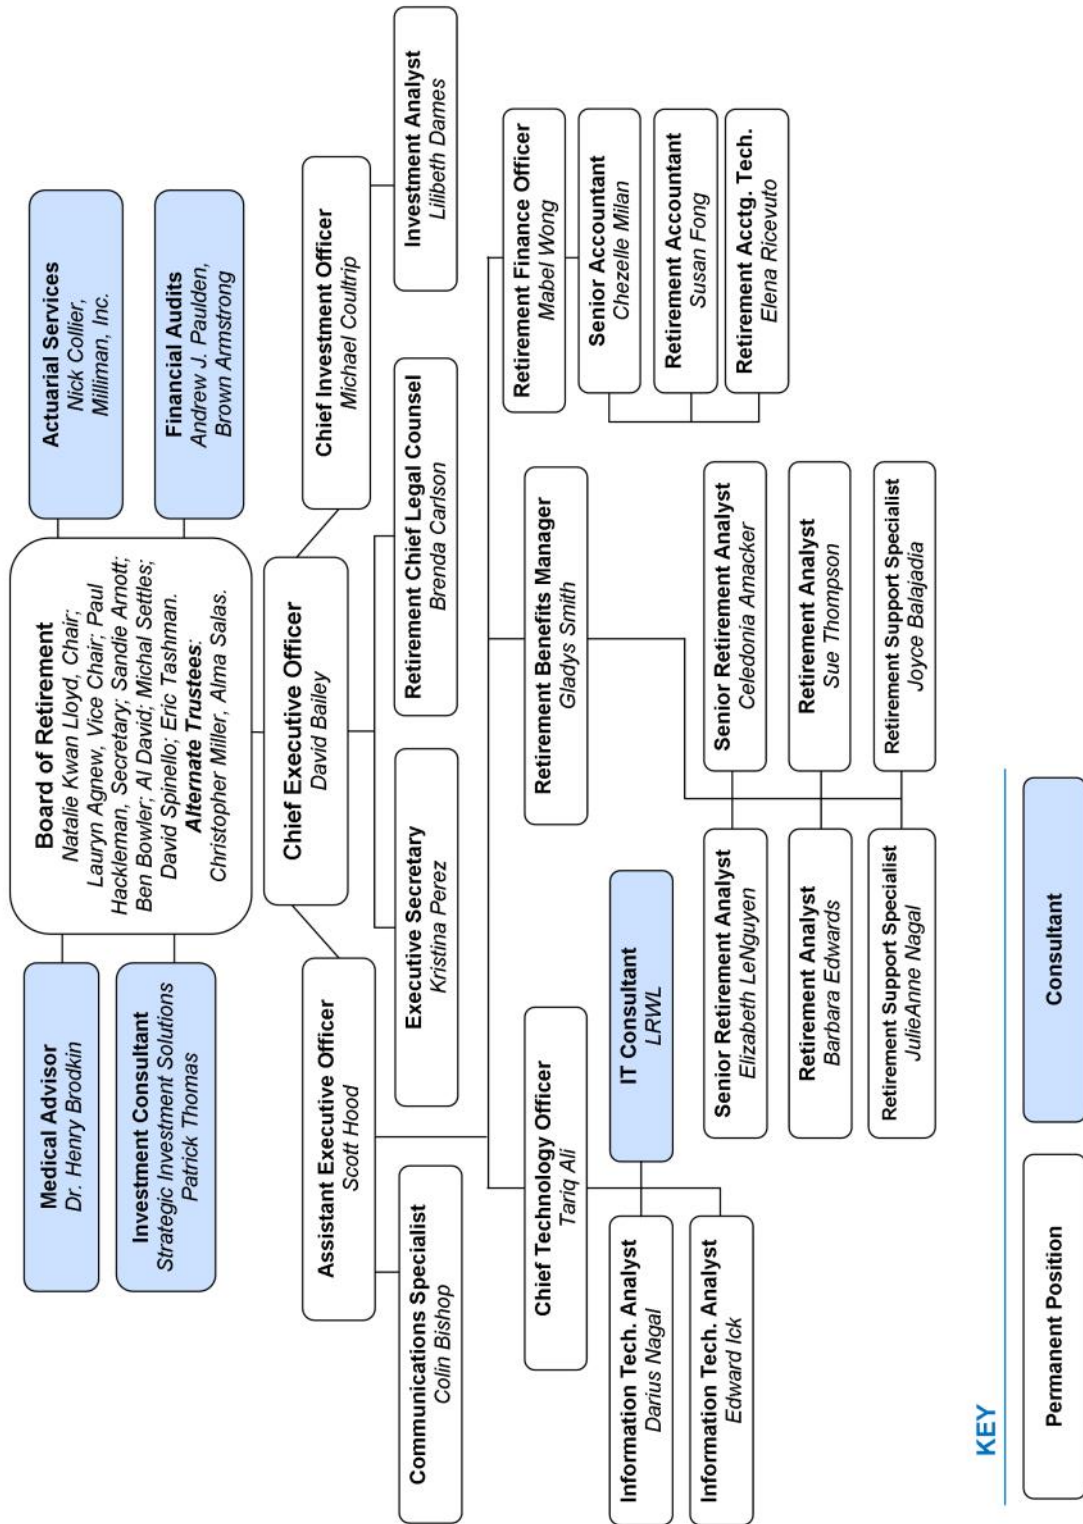 Medical Advisor
Dr. Henry Brodkin
Investment Consultant
Strategic Investment Solutions
Patrick Thomas
Board of Retirement
Natalie Kwan Lloyd, Chair;
Lauryn Agnew, Vice Chair; Paul
Hackleman, Secretary; Sandie Arnott;
Ben Bowler; Al David; Michal Settles;
David Spinello; Eric Tashman.
Alternate Trustees:
Christopher Miller, Alma Salas.
Actuarial Services
Nick Collier,
Milliman, Inc.
Financial Audits
Andrew J. Paulden,
Brown Armstrong
Chief Executive Officer
David Bailey
Assistant Executive Officer
Scott Hood
Chief Investment Officer
Michael Coultrip
Communications Specialist
Colin Bishop
Executive Secretary
Kristina Perez
Retirement Chief Legal Counsel
Brenda Carlson
Investment Analyst
Lilibeth Dames
Chief Technology Officer
Tariq Ali
Retirement Benefits Manager
Gladys Smith
Retirement Finance Officer
Mabel Wong
Information Tech. Analyst
Darius Nagal
IT Consultant
LRWL
Information Tech. Analyst
Edward Ick
Senior Retirement Analyst
Elizabeth LeNguyen
Senior Retirement Analyst
Celedonia Amacker
Retirement Analyst
Barbara Edwards
Retirement Analyst
Sue Thompson
Retirement Support Specialist
JulieAnne Nagal
Retirement Support Specialist
Joyce Balajadia
Senior Accountant
Chezelle Milan
Retirement Accountant
Susan Fong
Retirement Acctg. Tech.
Elena Ricevuto
KEY
Permanent Position
Consultant